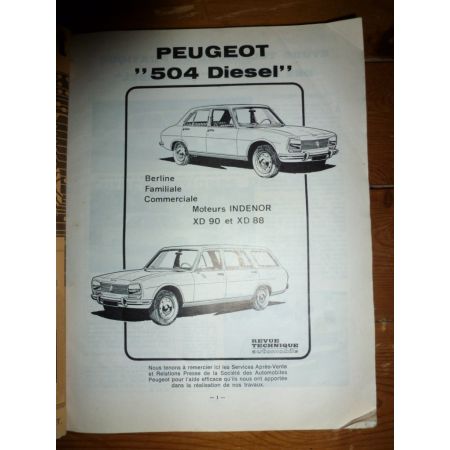 PEUGEOT
"504 Diesel"
Berline
Familiale
Commerciale
Moteurs INDENOR
XD 90 et XD 88
REVUE
TECHNIQUE
automobile
Nous tenons à remercier ici les Services Après-Vente
et Relations Presse de la Société des Automobiles
Peugeot pour l'aide efficace qu'ils nous ont apportée
dans la réalisation de nos travaux.
— 1 —